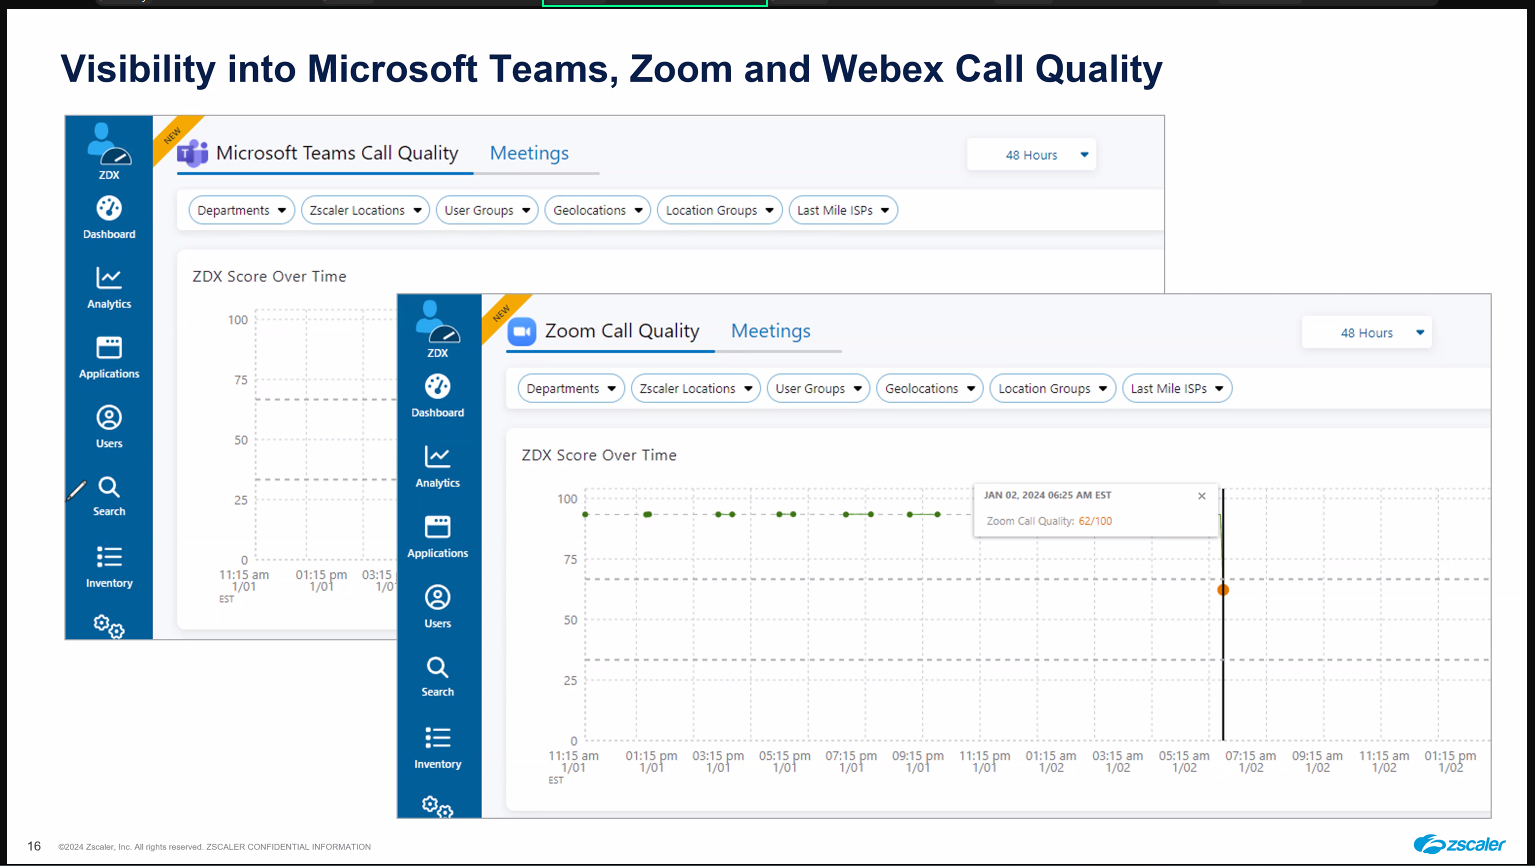 Visibility into Microsoft Teams, Zoom and Webex Call Quality
NEW
ZDX
Dashboard
Analytics
Applications
Users
Search
Inventory
Microsoft Teams Call Quality
Meetings
48 Hours
Departments
Zscaler Locations
User Groups
Geolocations
Location Groups
Last Mile ISPs
ZDX Score Over Time
100
75
50
25
0
11:15 am 01:15 pm 03:15
1/01 1/01 1/0
EST
NEW
ZDX
Dashboard
Analytics
Applications
Users
Search
Inventory
Zoom Call Quality
Meetings
48 Hours
Departments
Zscaler Locations
User Groups
Geolocations
Location Groups
Last Mile ISPs
ZDX Score Over Time
JAN 02, 2024 06:25 AM EST
Zoom Call Quality: 62/100
100
75
50
25
0
11:15 am 01:15 pm 03:15 pm 05:15 pm 07:15 pm 09:15 pm 11:15 pm 01:15 am 03:15 am 05:15 am 07:15 am 09:15 am 11:15 am 01:15 pm
1/01 1/01 1/01 1/01 1/01 1/01 1/01 1/02 1/02 1/02 1/02 1/02 1/02 1/02
EST
16
©2024 Zscaler, Inc. All rights reserved. ZSCALER CONFIDENTIAL INFORMATION
zscaler